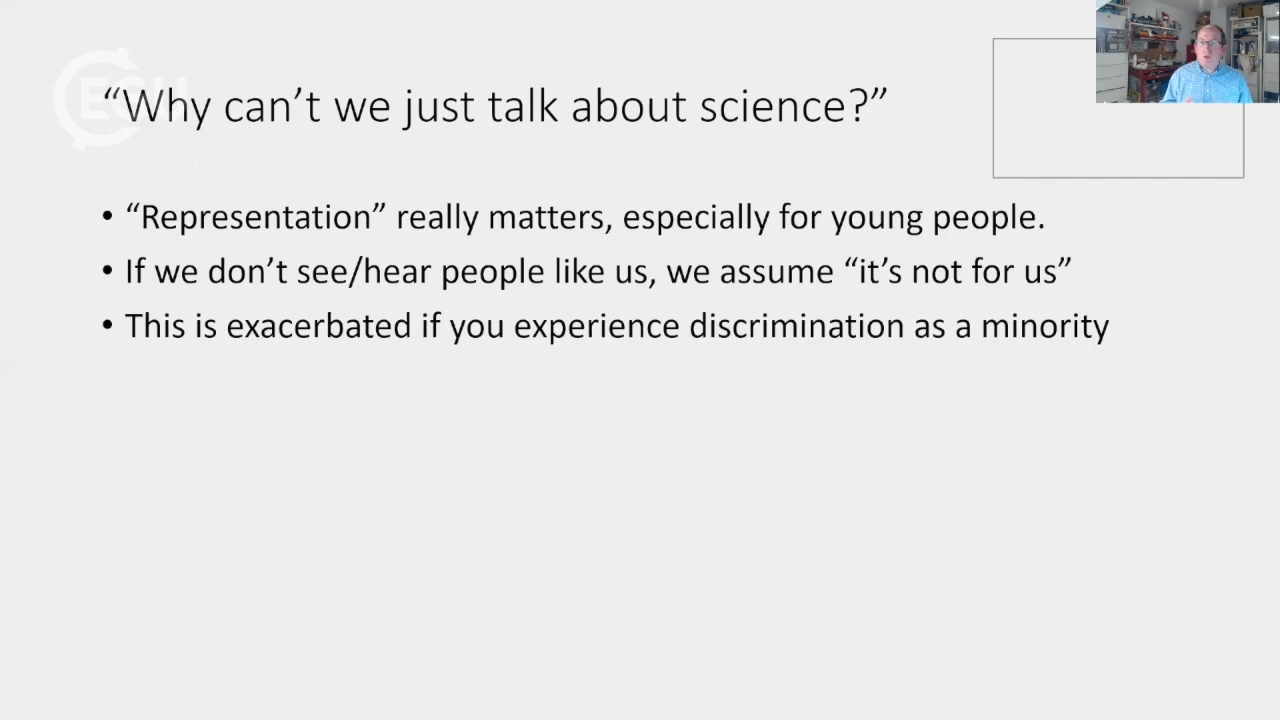 “Why can’t we just talk about science?”
• “Representation” really matters, especially for young people.
• If we don’t see/hear people like us, we assume “it’s not for us”
• This is exacerbated if you experience discrimination as a minority